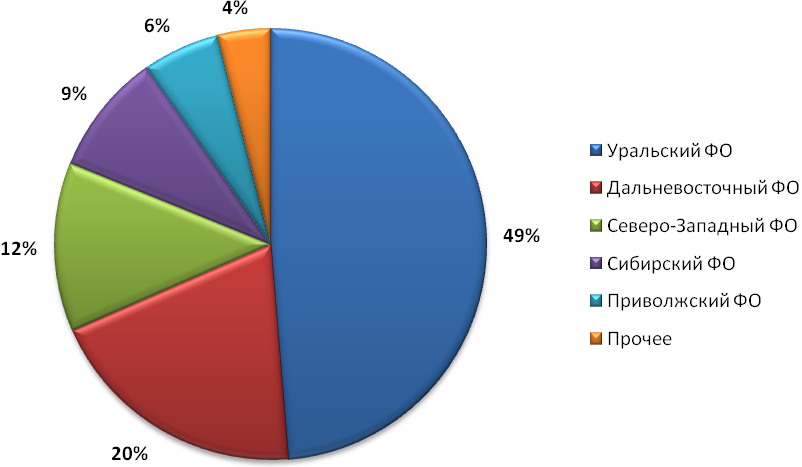 4%
6%
9%
12%
20%
49%
Уральский ФО
Дальневосточный ФО
Северо-Западный ФО
Сибирский ФО
Приволжский ФО
Прочее